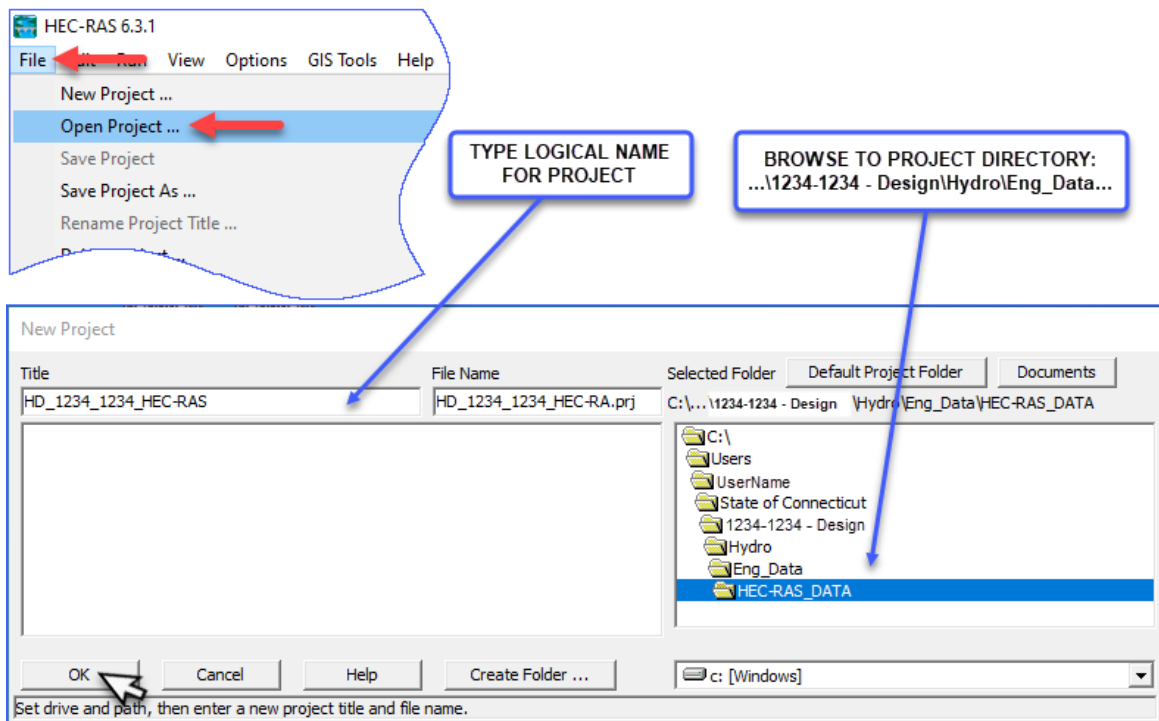 HEC-RAS 6.3.1
File Edit Run View Options GIS Tools Help
New Project ...
Open Project ...
Save Project
Save Project As ...
Rename Project Title ...
TYPE LOGICAL NAME
FOR PROJECT
BROWSE TO PROJECT DIRECTORY:
...\1234-1234 - Design\Hydro\Eng_Data...
New Project
Title
File Name
Selected Folder
Default Project Folder
Documents
HD_1234_1234_HEC-RAS
HD_1234_1234_HEC-RA.prj
C:\...\1234-1234 - Design \Hydro\Eng_Data\HEC-RAS_DATA
C:\
Users
UserName
State of Connecticut
1234-1234 - Design
Hydro
Eng_Data
HEC-RAS_DATA
OK
Cancel
Help
Create Folder ...
c: [Windows]
Set drive and path, then enter a new project title and file name.